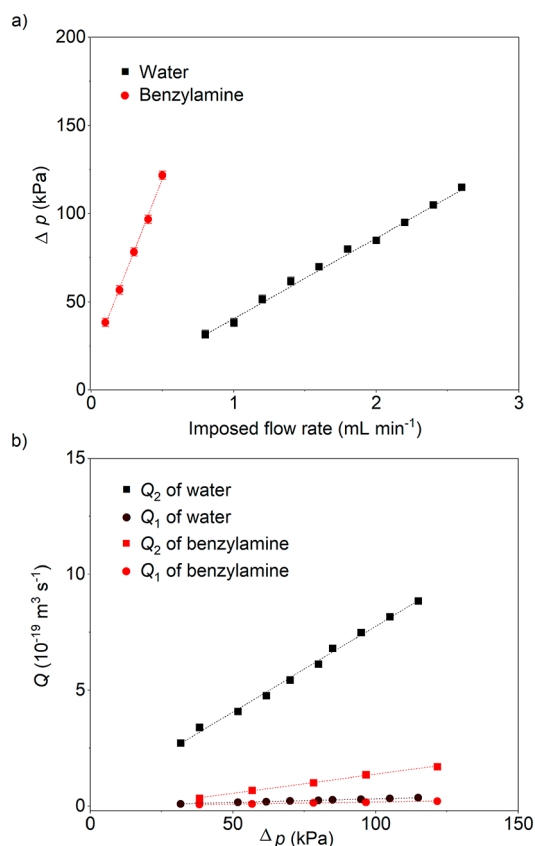 a)
200
150
100
50
0
Δ p (kPa)
Water
Benzylamine
0
1
2
3
Imposed flow rate (mL min⁻¹)
b)
15
10
5
0
Q (10⁻¹⁹ m³ s⁻¹)
Q₂ of water
Q₁ of water
Q₂ of benzylamine
Q₁ of benzylamine
0
50
100
150
Δ p (kPa)